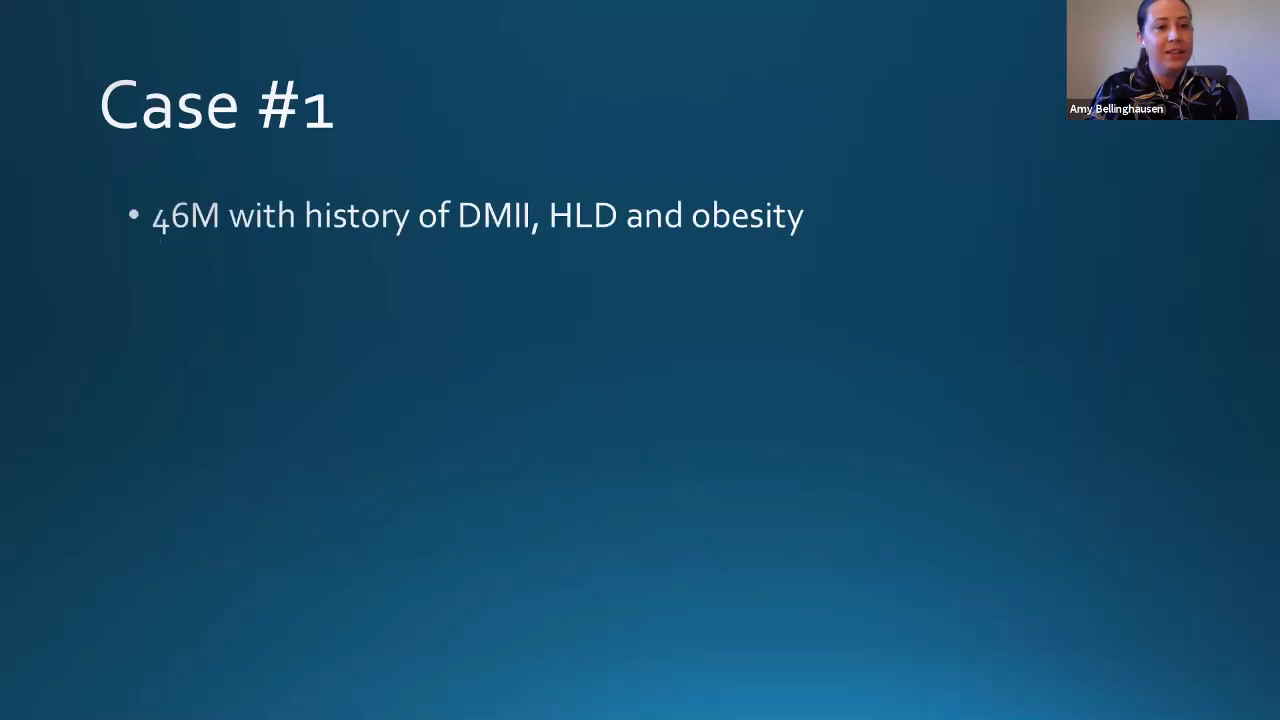 Case #1
• 46M with history of DMII, HLD and obesity
Amy Bellinghausen